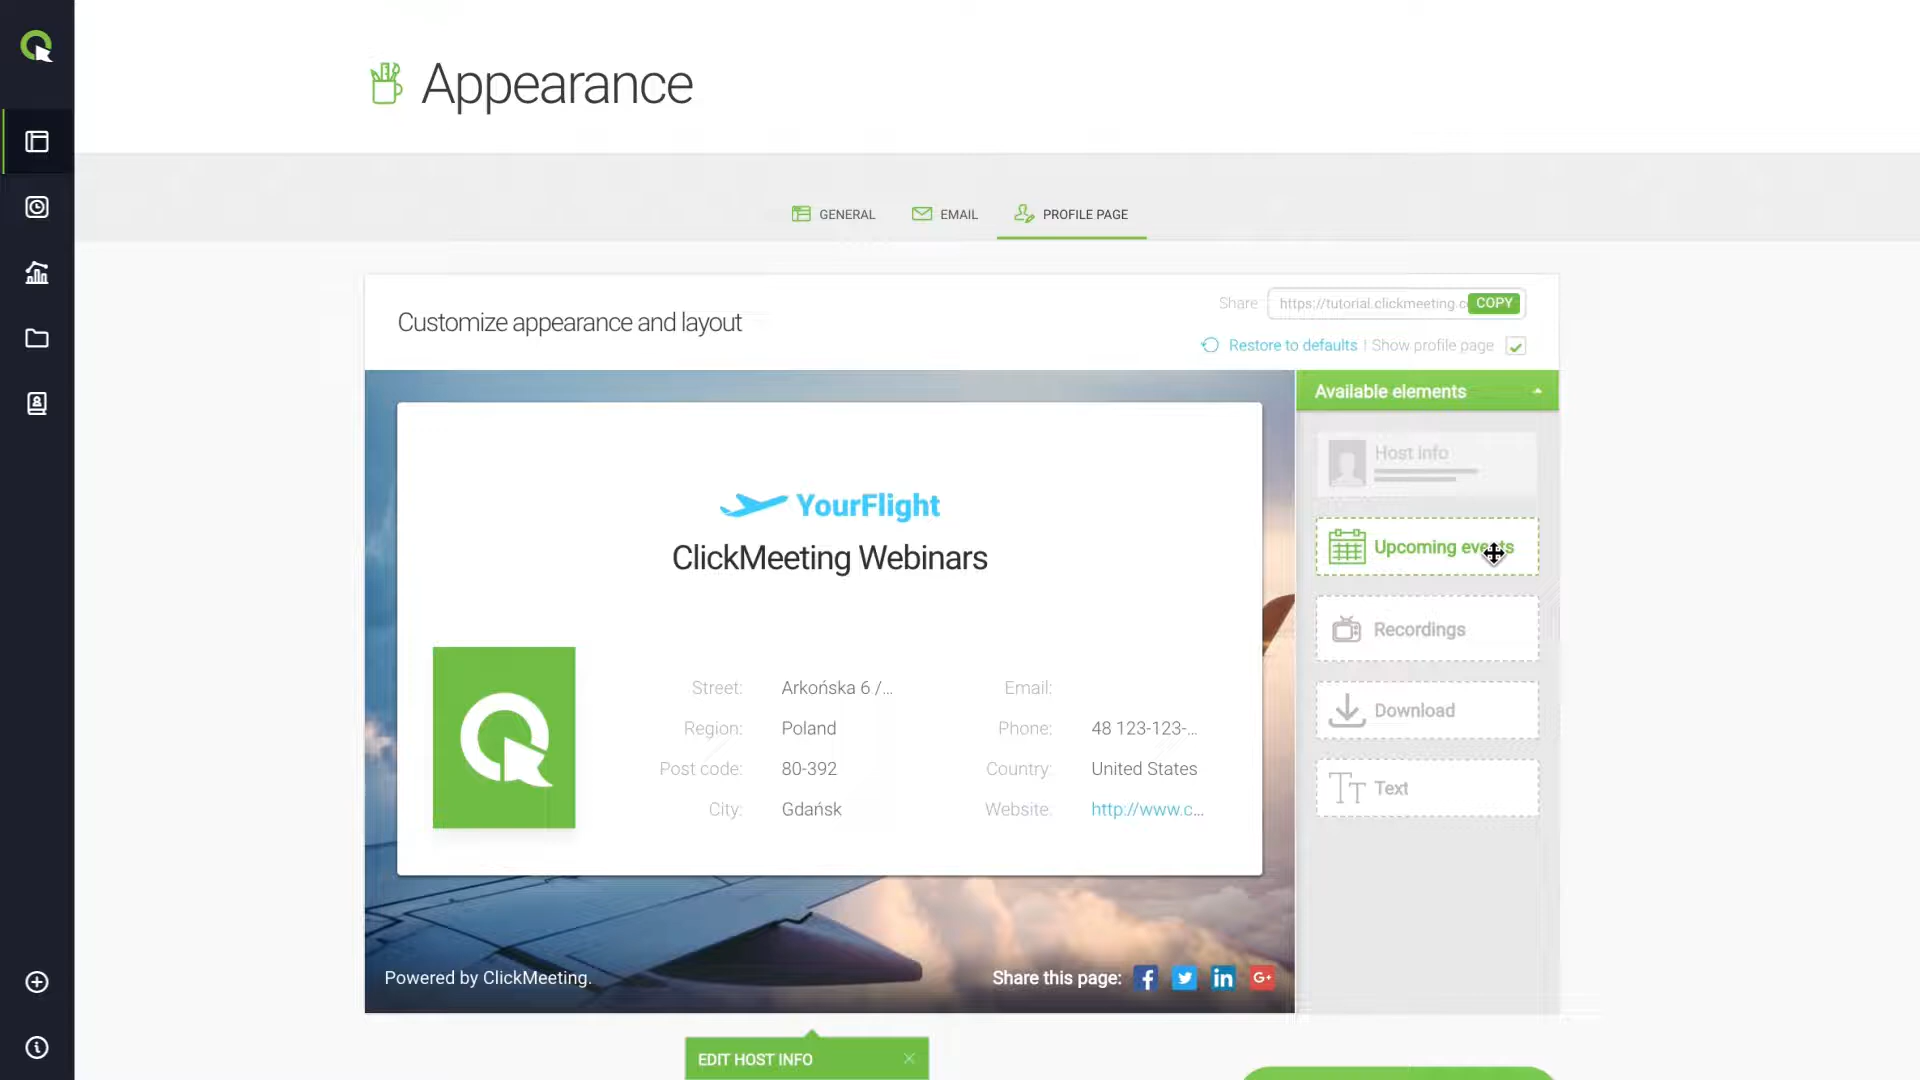 Appearance
GENERAL
EMAIL
PROFILE PAGE
Customize appearance and layout
Share
https://tutorial.clickmeeting.c
COPY
Restore to defaults
Show profile page
Available elements
Host info
Upcoming events
Recordings
Download
Text
YourFlight
ClickMeeting Webinars
Street: Arkońska 6 /...
Region: Poland
Post code: 80-392
City: Gdańsk
Email:
Phone: 48 123-123-...
Country: United States
Website: http://www.c...
Powered by ClickMeeting.
Share this page:
EDIT HOST INFO